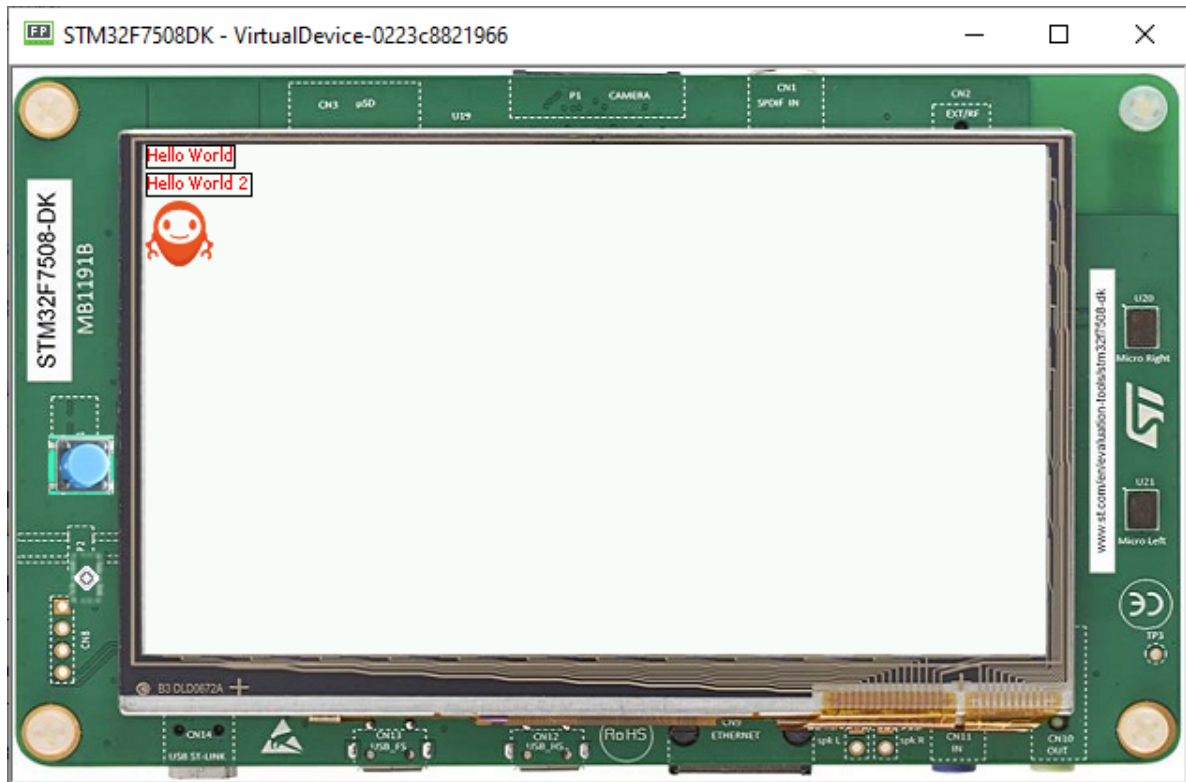 STM32F7508DK - VirtualDevice-0223c8821966
CN3 µSD
U19
P1 CAMERA
CN1
SPDIF IN
CN2
EXT/RF
Hello World
Hello World 2
STM32F7508-DK
MB1191B
U20
Micro Right
www.st.com/en/evaluation-tools/stm32f7508-dk
ST
U21
Micro Left
P2
CN8
CE
TP3
B3 DLD0672A
CN14
USB ST-LINK
CN13
USB_FS
CN12
USB_HS
RoHS
CN9
ETHERNET
spk L
spk R
CN11
IN
CN10
OUT